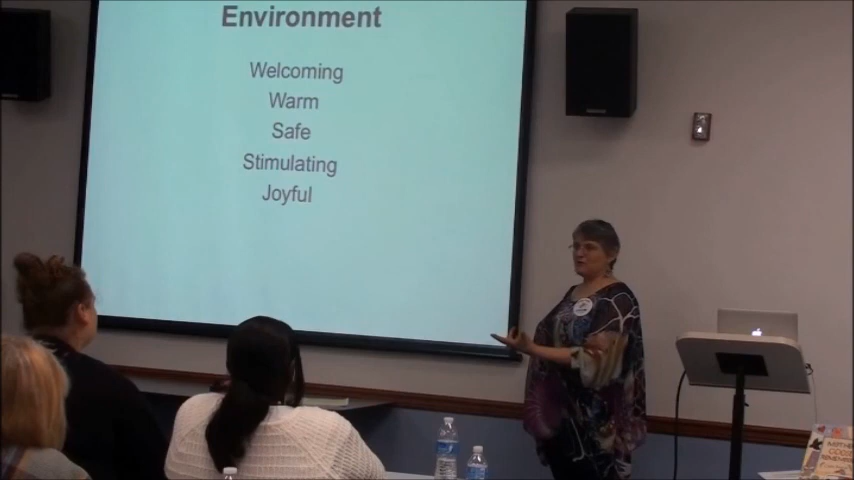 Environment
Welcoming
Warm
Safe
Stimulating
Joyful